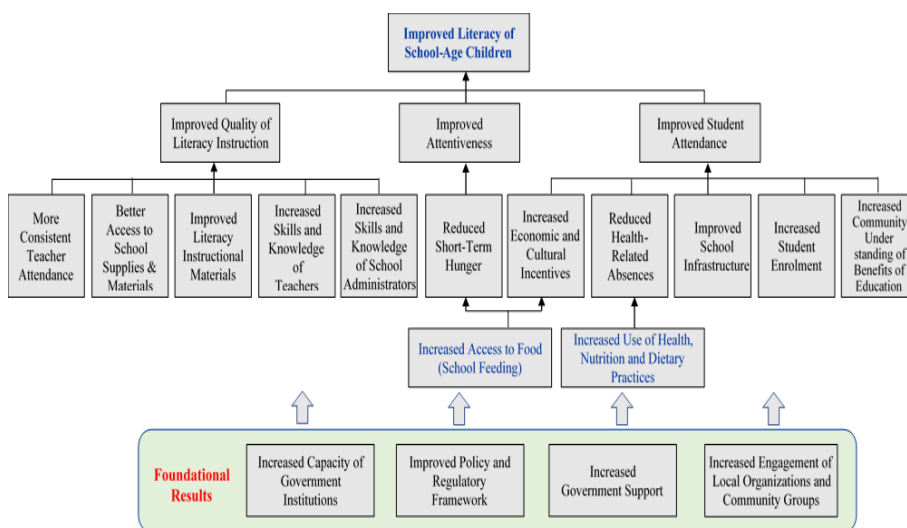 Improved Literacy of
School-Age Children
Improved Quality of
Literacy Instruction
Improved
Attentiveness
Improved Student
Attendance
More
Consistent
Teacher
Attendance
Better
Access to
School
Supplies &
Materials
Improved
Literacy
Instructional
Materials
Increased
Skills and
Knowledge
of
Teachers
Increased
Skills and
Knowledge
of School
Administrators
Reduced
Short-Term
Hunger
Increased
Economic and
Cultural
Incentives
Reduced
Health-
Related
Absences
Improved
School
Infrastructure
Increased
Student
Enrolment
Increased
Community
Under
standing of
Benefits of
Education
Increased Access to Food
(School Feeding)
Increased Use of Health,
Nutrition and Dietary
Practices
Foundational
Results
Increased Capacity of
Government
Institutions
Improved Policy and
Regulatory
Framework
Increased
Government Support
Increased Engagement of
Local Organizations and
Community Groups